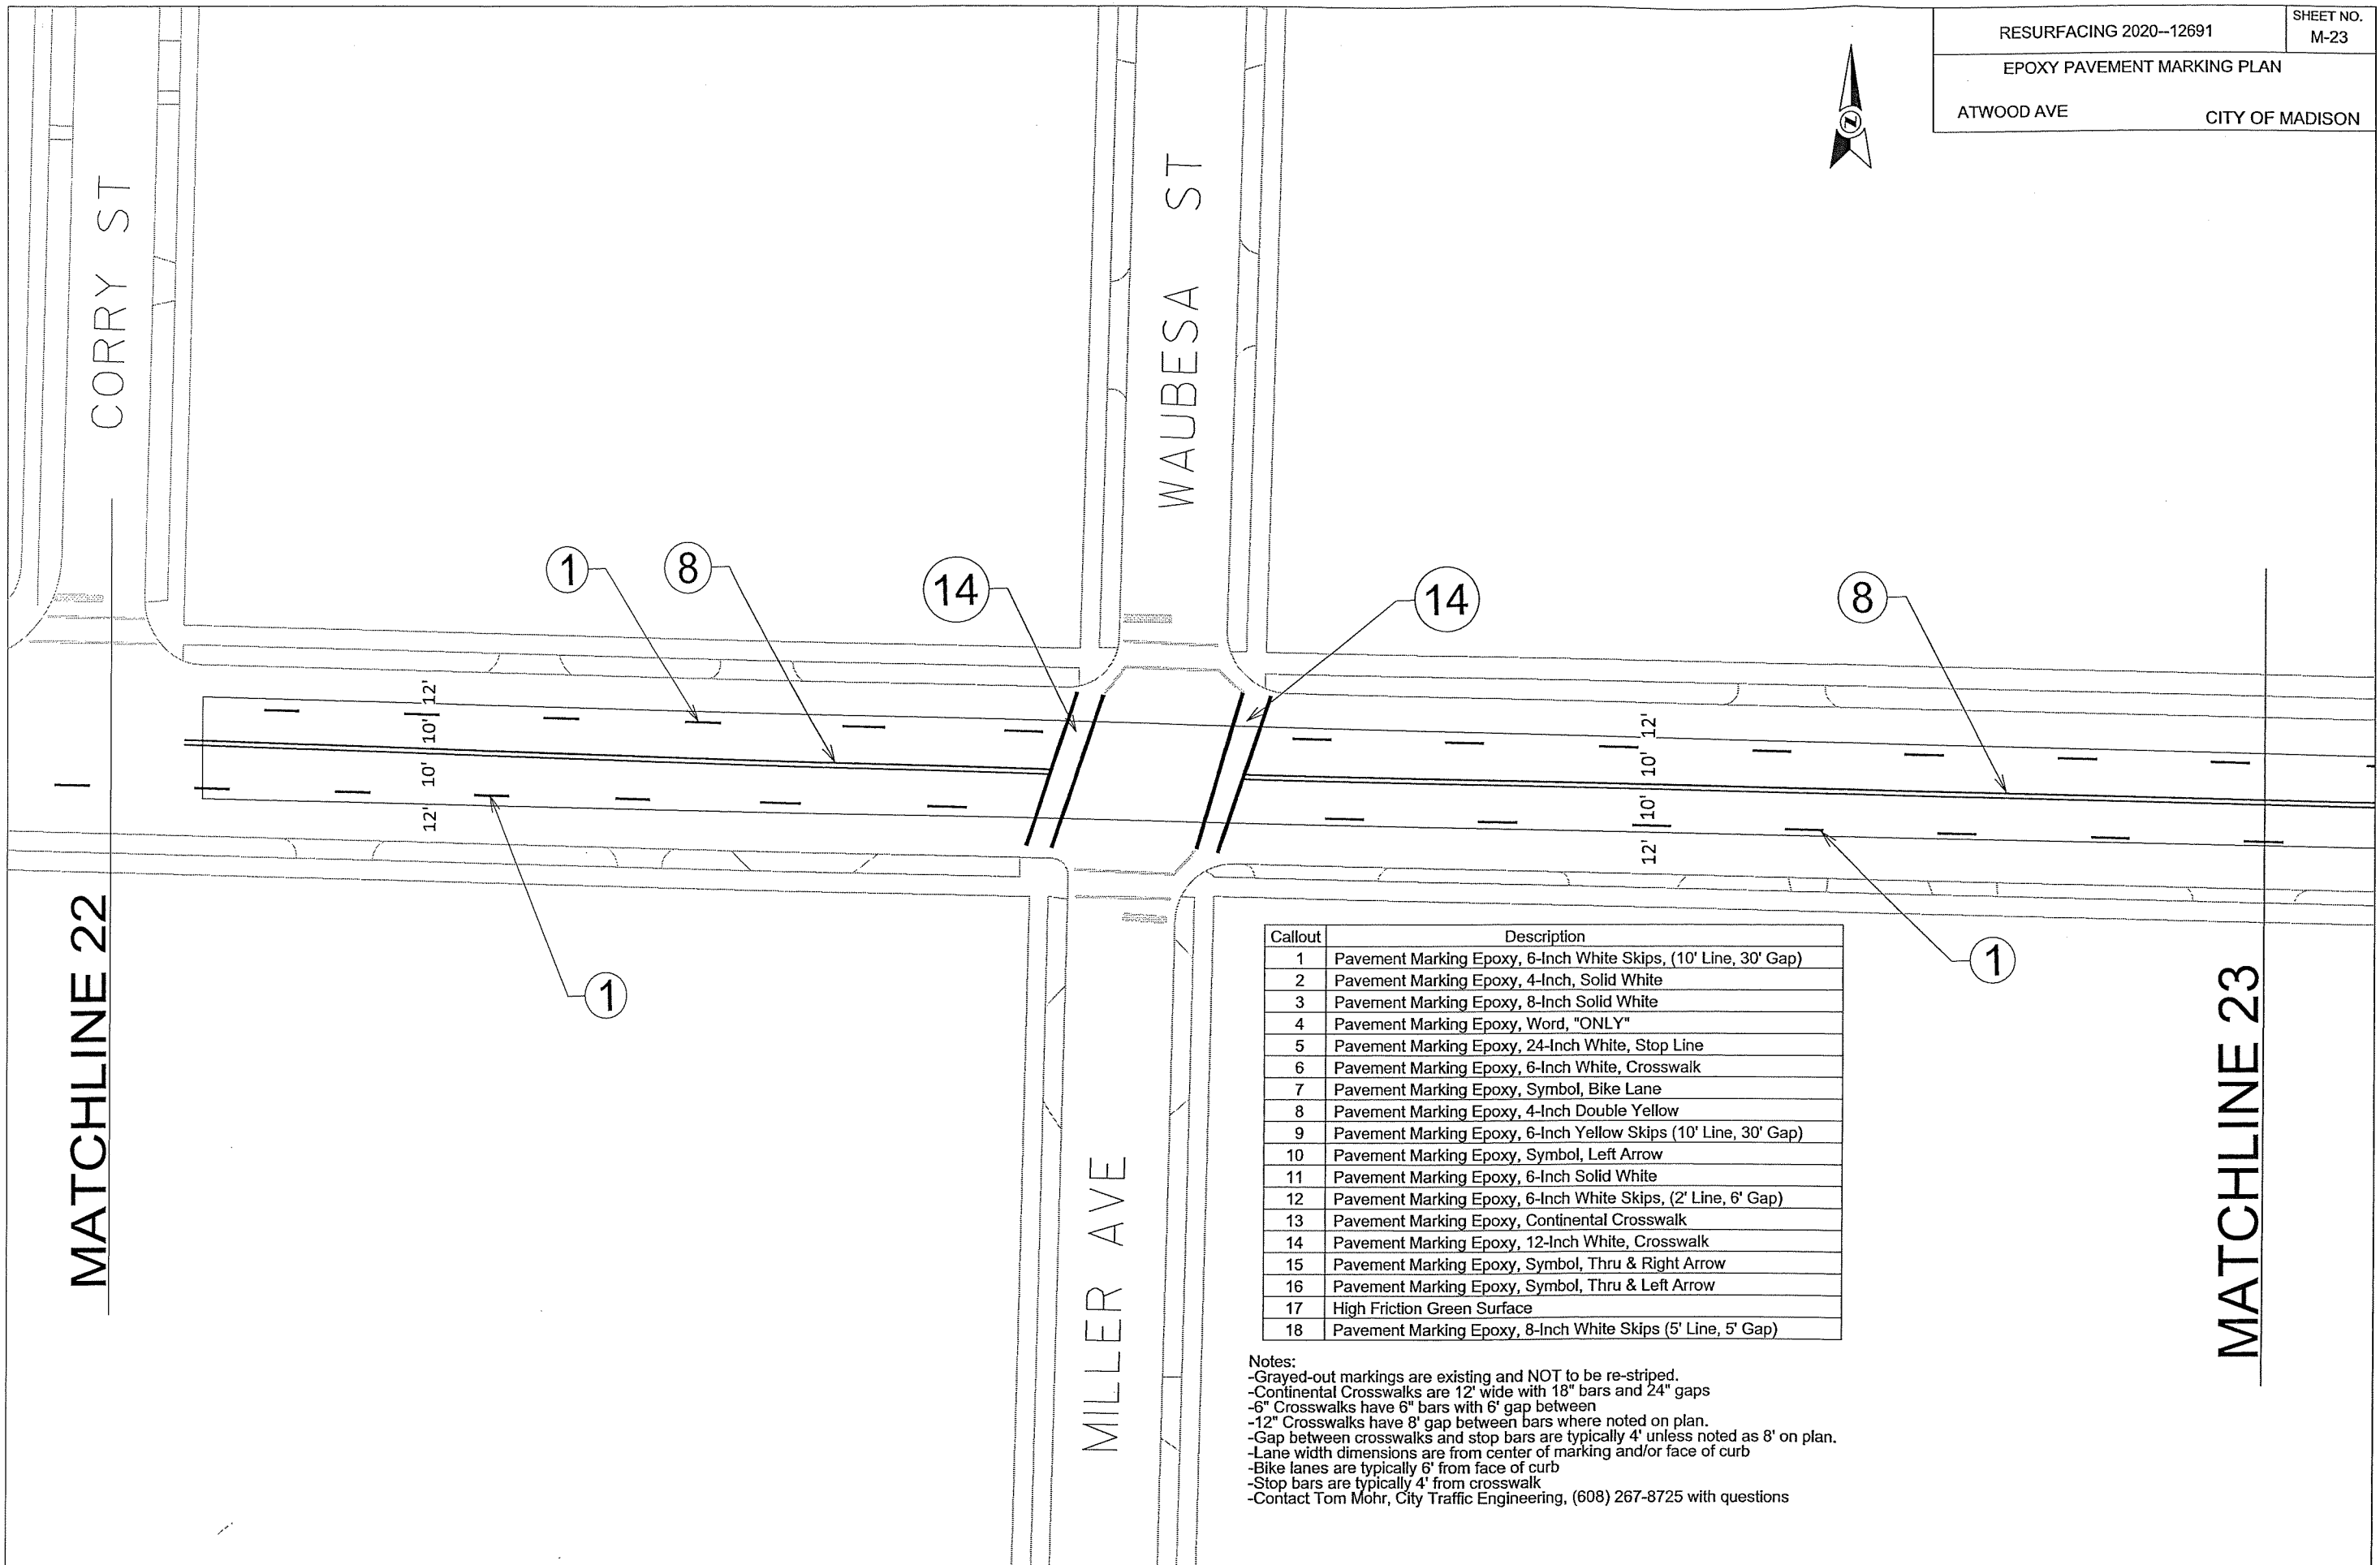 RESURFACING 2020--12691
SHEET NO.
M-23
EPOXY PAVEMENT MARKING PLAN
ATWOOD AVE
CITY OF MADISON
N
CORRY ST
WAUBESA ST
1
8
14
14
8
12'
10'
10'
12'
12'
10'
10'
12'
1
1
MATCHLINE 22
MATCHLINE 23
MILLER AVE
Callout Description
1 Pavement Marking Epoxy, 6-Inch White Skips, (10' Line, 30' Gap)
2 Pavement Marking Epoxy, 4-Inch, Solid White
3 Pavement Marking Epoxy, 8-Inch Solid White
4 Pavement Marking Epoxy, Word, "ONLY"
5 Pavement Marking Epoxy, 24-Inch White, Stop Line
6 Pavement Marking Epoxy, 6-Inch White, Crosswalk
7 Pavement Marking Epoxy, Symbol, Bike Lane
8 Pavement Marking Epoxy, 4-Inch Double Yellow
9 Pavement Marking Epoxy, 6-Inch Yellow Skips (10' Line, 30' Gap)
10 Pavement Marking Epoxy, Symbol, Left Arrow
11 Pavement Marking Epoxy, 6-Inch Solid White
12 Pavement Marking Epoxy, 6-Inch White Skips, (2' Line, 6' Gap)
13 Pavement Marking Epoxy, Continental Crosswalk
14 Pavement Marking Epoxy, 12-Inch White, Crosswalk
15 Pavement Marking Epoxy, Symbol, Thru & Right Arrow
16 Pavement Marking Epoxy, Symbol, Thru & Left Arrow
17 High Friction Green Surface
18 Pavement Marking Epoxy, 8-Inch White Skips (5' Line, 5' Gap)
Notes:
-Grayed-out markings are existing and NOT to be re-striped.
-Continental Crosswalks are 12' wide with 18" bars and 24" gaps
-6" Crosswalks have 6" bars with 6' gap between
-12" Crosswalks have 8' gap between bars where noted on plan.
-Gap between crosswalks and stop bars are typically 4' unless noted as 8' on plan.
-Lane width dimensions are from center of marking and/or face of curb
-Bike lanes are typically 6' from face of curb
-Stop bars are typically 4' from crosswalk
-Contact Tom Mohr, City Traffic Engineering, (608) 267-8725 with questions